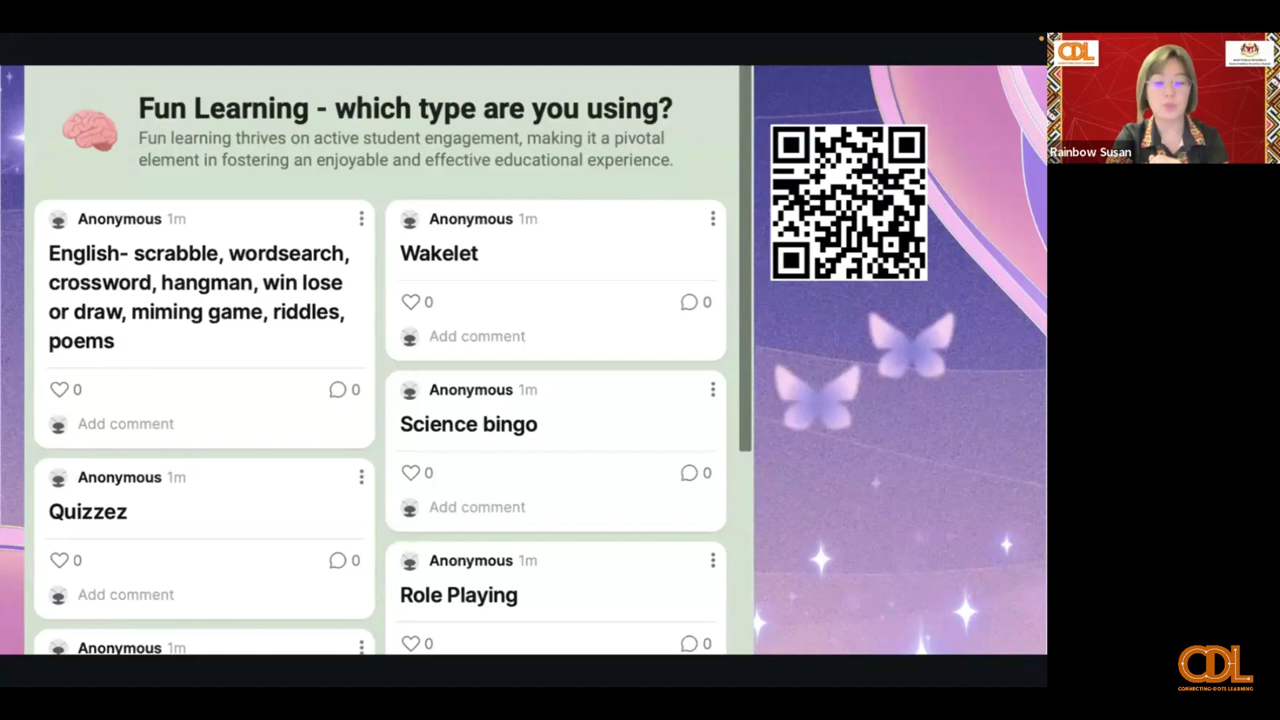 Fun Learning - which type are you using?
Fun learning thrives on active student engagement, making it a pivotal
element in fostering an enjoyable and effective educational experience.
Anonymous 1m
English- scrabble, wordsearch,
crossword, hangman, win lose
or draw, miming game, riddles,
poems
0 0
Add comment
Anonymous 1m
Quizzez
0 0
Add comment
Anonymous 1m
Anonymous 1m
Wakelet
0 0
Add comment
Anonymous 1m
Science bingo
0 0
Add comment
Anonymous 1m
Role Playing
0 0
CDL
Rainbow Susan
CDL
CONNECTING-DOTS LEARNING